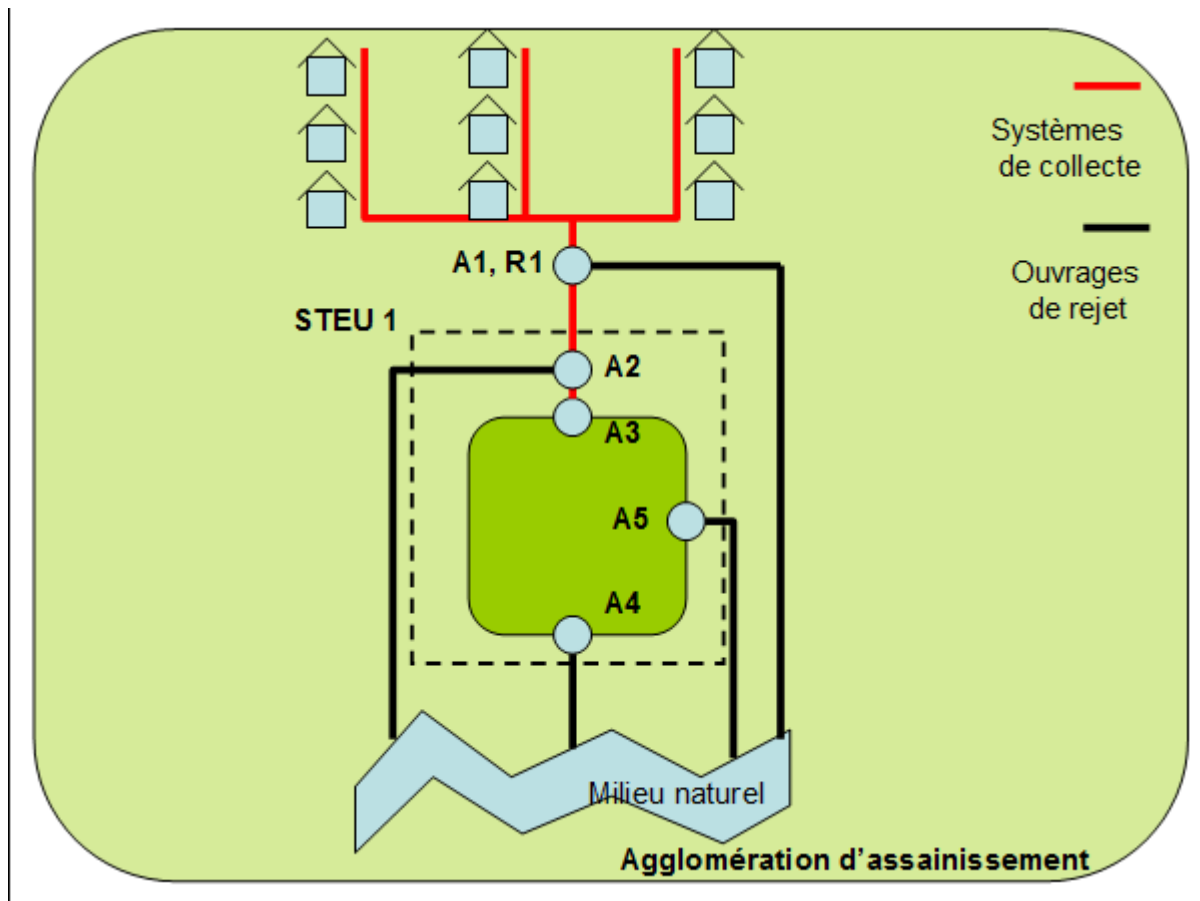 Systèmes
de collecte
A1, R1
Ouvrages
de rejet
STEU 1
A2
A3
A5
A4
Milieu naturel
Agglomération d’assainissement